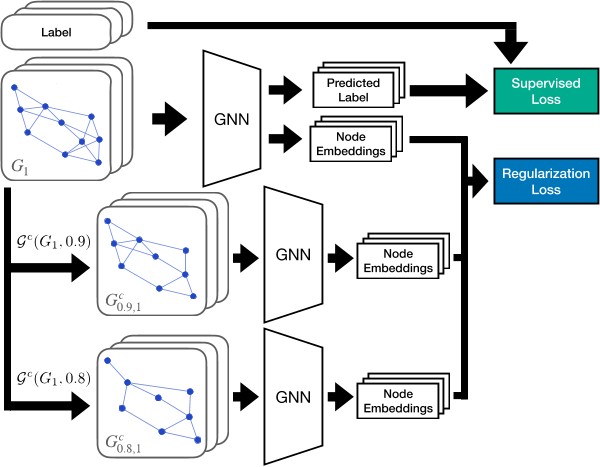 Label
G₁
GNN
Predicted
Label
Node
Embeddings
Supervised
Loss
Regularization
Loss
𝒢ᶜ(G₁, 0.9)
Gᶜ₀.₉,₁
GNN
Node
Embeddings
𝒢ᶜ(G₁, 0.8)
Gᶜ₀.₈,₁
GNN
Node
Embeddings